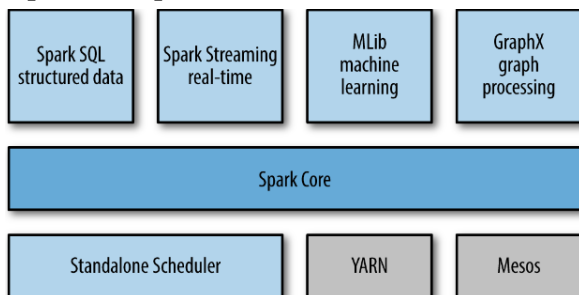 Spark SQL
structured data
Spark Streaming
real-time
MLib
machine
learning
GraphX
graph
processing
Spark Core
Standalone Scheduler
YARN
Mesos